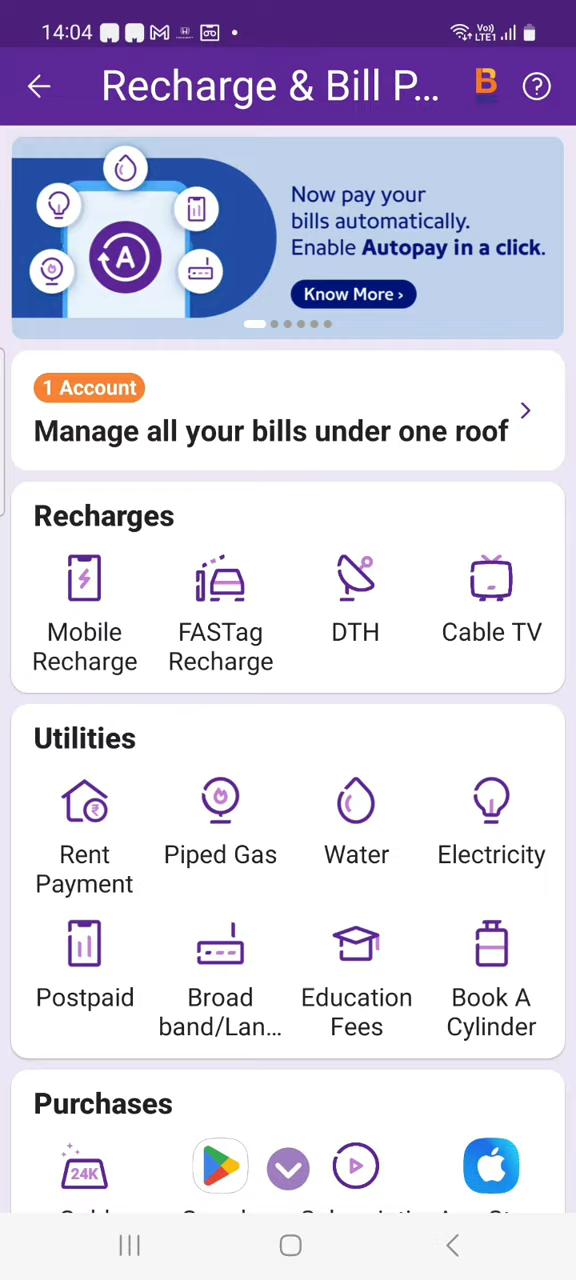 14:04
Vo))
LTE1
Recharge & Bill P...
B
?
Now pay your
bills automatically.
Enable Autopay in a click.
A
Know More ›
1 Account
Manage all your bills under one roof
Recharges
Mobile
Recharge
FASTag
Recharge
DTH
Cable TV
Utilities
Rent
Payment
Piped Gas
Water
Electricity
Postpaid
Broad
band/Lan...
Education
Fees
Book A
Cylinder
Purchases
24K